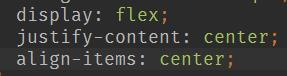 display: flex;
justify-content: center;
align-items: center;